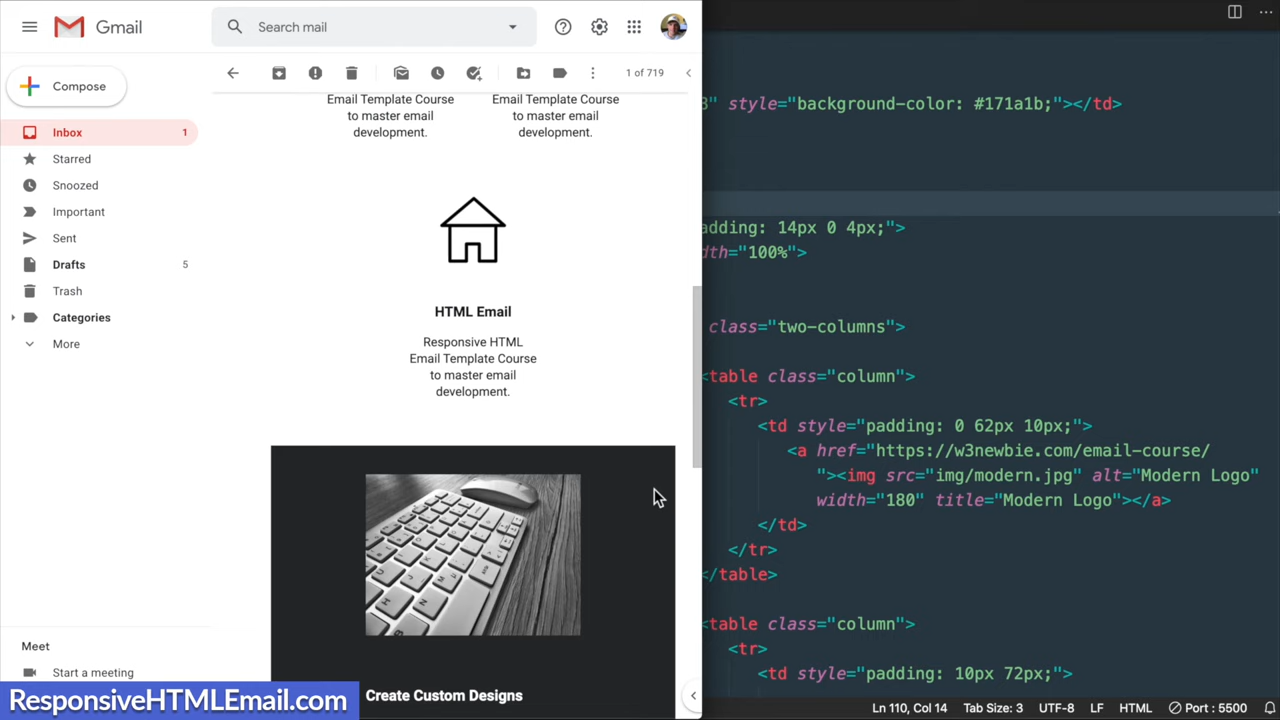 Gmail
Search mail
Compose
1 of 719
Inbox 1
Starred
Snoozed
Important
Sent
Drafts 5
Trash
Categories
More
Meet
Start a meeting
Email Template Course
to master email
development.
Email Template Course
to master email
development.
HTML Email
Responsive HTML
Email Template Course
to master email
development.
Create Custom Designs
ResponsiveHTMLEmail.com
" style="background-color: #171a1b;"></td>
adding: 14px 0 4px;">
dth="100%">
class="two-columns">
<table class="column">
<tr>
<td style="padding: 0 62px 10px;">
<a href="https://w3newbie.com/email-course/
"><img src="img/modern.jpg" alt="Modern Logo"
width="180" title="Modern Logo"></a>
</td>
</tr>
</table>
<table class="column">
<tr>
<td style="padding: 10px 72px;">
Ln 110, Col 14 Tab Size: 3 UTF-8 LF HTML Port : 5500